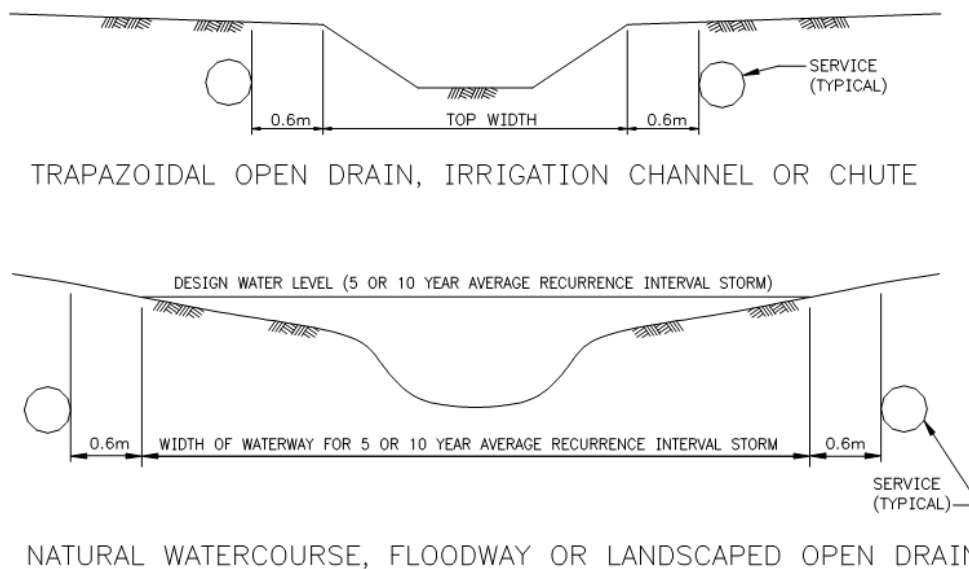 SERVICE
(TYPICAL)
0.6m TOP WIDTH 0.6m
TRAPAZOIDAL OPEN DRAIN, IRRIGATION CHANNEL OR CHUTE
DESIGN WATER LEVEL (5 OR 10 YEAR AVERAGE RECURRENCE INTERVAL STORM)
0.6m WIDTH OF WATERWAY FOR 5 OR 10 YEAR AVERAGE RECURRENCE INTERVAL STORM 0.6m
SERVICE
(TYPICAL)
NATURAL WATERCOURSE, FLOODWAY OR LANDSCAPED OPEN DRAIN